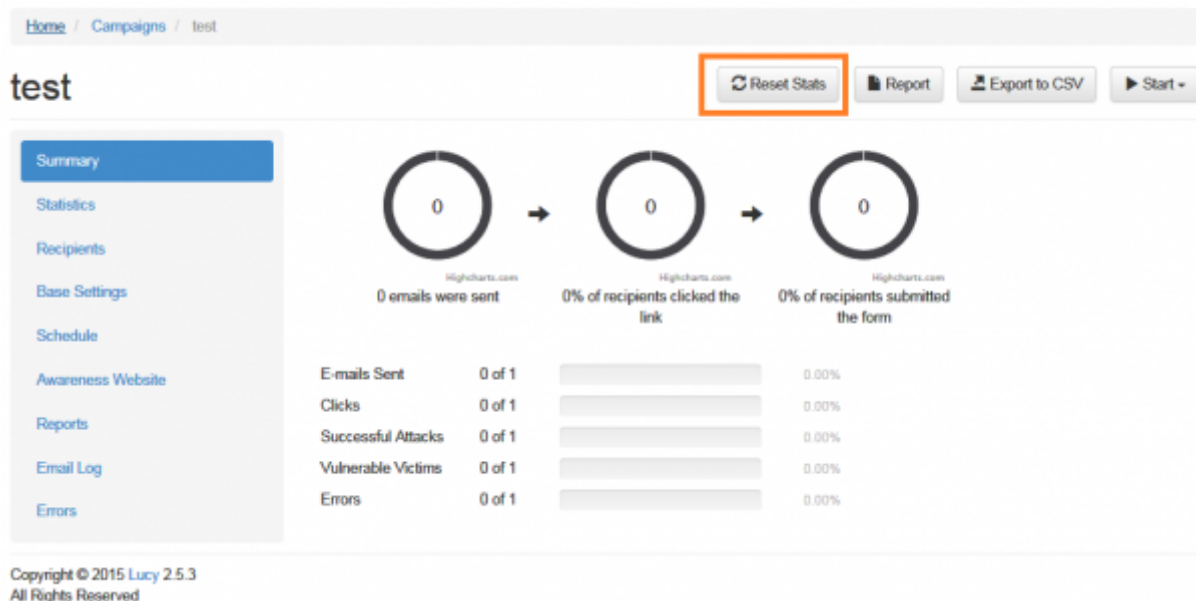 Home / Campaigns / test
test
Reset Stats
Report
Export to CSV
Start
Summary
Statistics
Recipients
Base Settings
Schedule
Awareness Website
Reports
Email Log
Errors
0
0
0
Highcharts.com
Highcharts.com
Highcharts.com
0 emails were sent
0% of recipients clicked the
link
0% of recipients submitted
the form
E-mails Sent 0 of 1 0.00%
Clicks 0 of 1 0.00%
Successful Attacks 0 of 1 0.00%
Vulnerable Victims 0 of 1 0.00%
Errors 0 of 1 0.00%
Copyright © 2015 Lucy 2.5.3
All Rights Reserved